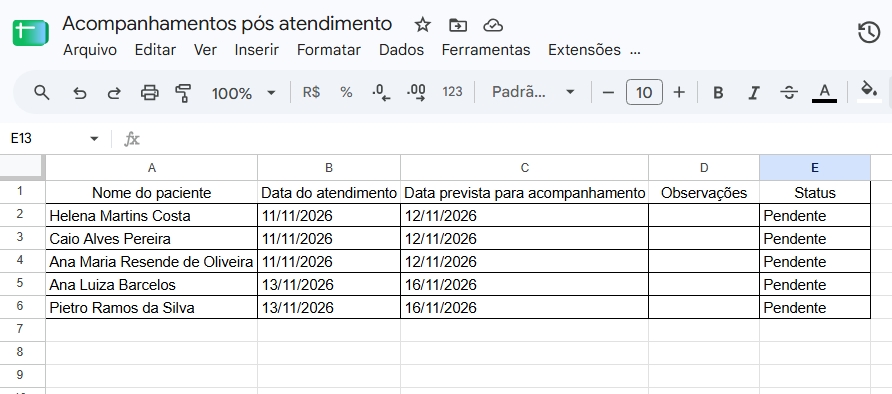 Acompanhamentos pós atendimento
Arquivo Editar Ver Inserir Formatar Dados Ferramentas Extensões ...
100% R$ % .0 .00 123 Padrã... 10 B I S A
E13 fx
A B C D E
1 Nome do paciente Data do atendimento Data prevista para acompanhamento Observações Status
2 Helena Martins Costa 11/11/2026 12/11/2026 Pendente
3 Caio Alves Pereira 11/11/2026 12/11/2026 Pendente
4 Ana Maria Resende de Oliveira 11/11/2026 12/11/2026 Pendente
5 Ana Luiza Barcelos 13/11/2026 16/11/2026 Pendente
6 Pietro Ramos da Silva 13/11/2026 16/11/2026 Pendente
7
8
9